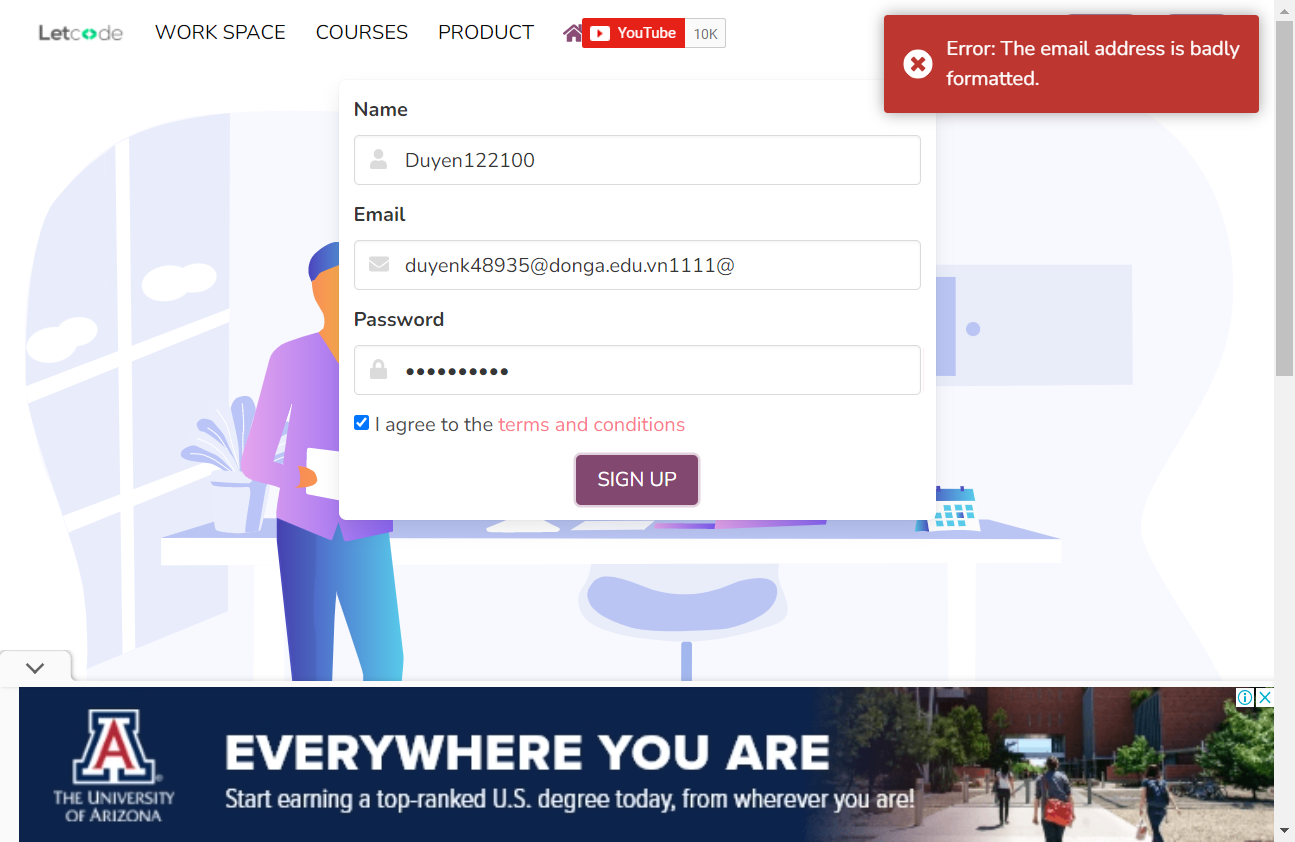 Letcode
WORK SPACE
COURSES
PRODUCT
YouTube
10K
Error: The email address is badly
formatted.
Name
Duyen122100
Email
duyenk48935@donga.edu.vn1111@
Password
I agree to the terms and conditions
SIGN UP
A
THE UNIVERSITY
OF ARIZONA
EVERYWHERE YOU ARE
Start earning a top-ranked U.S. degree today, from wherever you are!